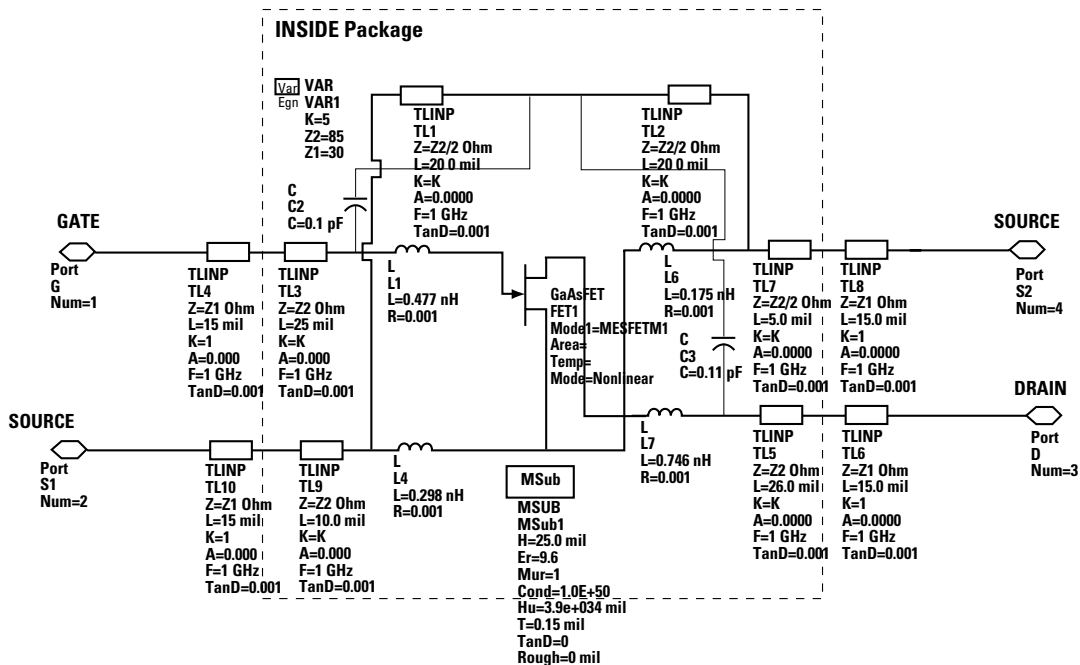 INSIDE Package
Var VAR
Egn VAR1
K=5
Z2=85
Z1=30
TLINP
TL1
Z=Z2/2 Ohm
L=20 0 mil
K=K
A=0.0000
F=1 GHz
TanD=0.001
TLINP
TL2
Z=Z2/2 Ohm
L=20 0 mil
K=K
A=0.0000
F=1 GHz
TanD=0.001
C
C2
C=0.1 pF
GATE
Port
G
Num=1
TLINP
TL4
Z=Z1 Ohm
L=15 mil
K=1
A=0.000
F=1 GHz
TanD=0.001
TLINP
TL3
Z=Z2 Ohm
L=25 mil
K=K
A=0.000
F=1 GHz
TanD=0.001
L
L1
L=0.477 nH
R=0.001
GaAsFET
FET1
Mode1=MESFETM1
Area=
Temp=
Mode=Nonlinear
L
L6
L=0.175 nH
R=0.001
C
C3
C=0.11 pF
TLINP
TL7
Z=Z2/2 Ohm
L=5.0 mil
K=K
A=0.0000
F=1 GHz
TanD=0.001
TLINP
TL8
Z=Z1 Ohm
L=15.0 mil
K=1
A=0.0000
F=1 GHz
TanD=0.001
SOURCE
Port
S2
Num=4
SOURCE
Port
S1
Num=2
TLINP
TL10
Z=Z1 Ohm
L=15 mil
K=1
A=0.000
F=1 GHz
TanD=0.001
TLINP
TL9
Z=Z2 Ohm
L=10.0 mil
K=K
A=0.000
F=1 GHz
TanD=0.001
L
L4
L=0.298 nH
R=0.001
MSub
MSUB
MSub1
H=25.0 mil
Er=9.6
Mur=1
Cond=1.0E+50
Hu=3.9e+034 mil
T=0.15 mil
TanD=0
Rough=0 mil
L
L7
L=0.746 nH
R=0.001
TLINP
TL5
Z=Z2 Ohm
L=26.0 mil
K=K
A=0.0000
F=1 GHz
TanD=0.001
TLINP
TL6
Z=Z1 Ohm
L=15.0 mil
K=1
A=0.0000
F=1 GHz
TanD=0.001
DRAIN
Port
D
Num=3